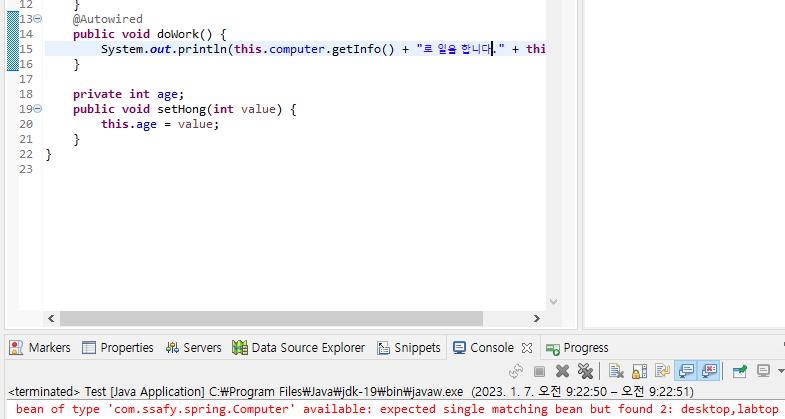 12 }
13 @Autowired
14 public void doWork() {
15 System.out.println(this.computer.getInfo() + "로 일을 합니다." + thi
16 }
17
18 private int age;
19 public void setHong(int value) {
20 this.age = value;
21 }
22 }
23
Markers Properties Servers Data Source Explorer Snippets Console Progress
<terminated> Test [Java Application] C:₩Program Files₩Java₩jdk-19₩bin₩javaw.exe (2023. 1. 7. 오전 9:22:50 – 오전 9:22:51)
bean of type 'com.ssafy.spring.Computer' available: expected single matching bean but found 2: desktop,labtop